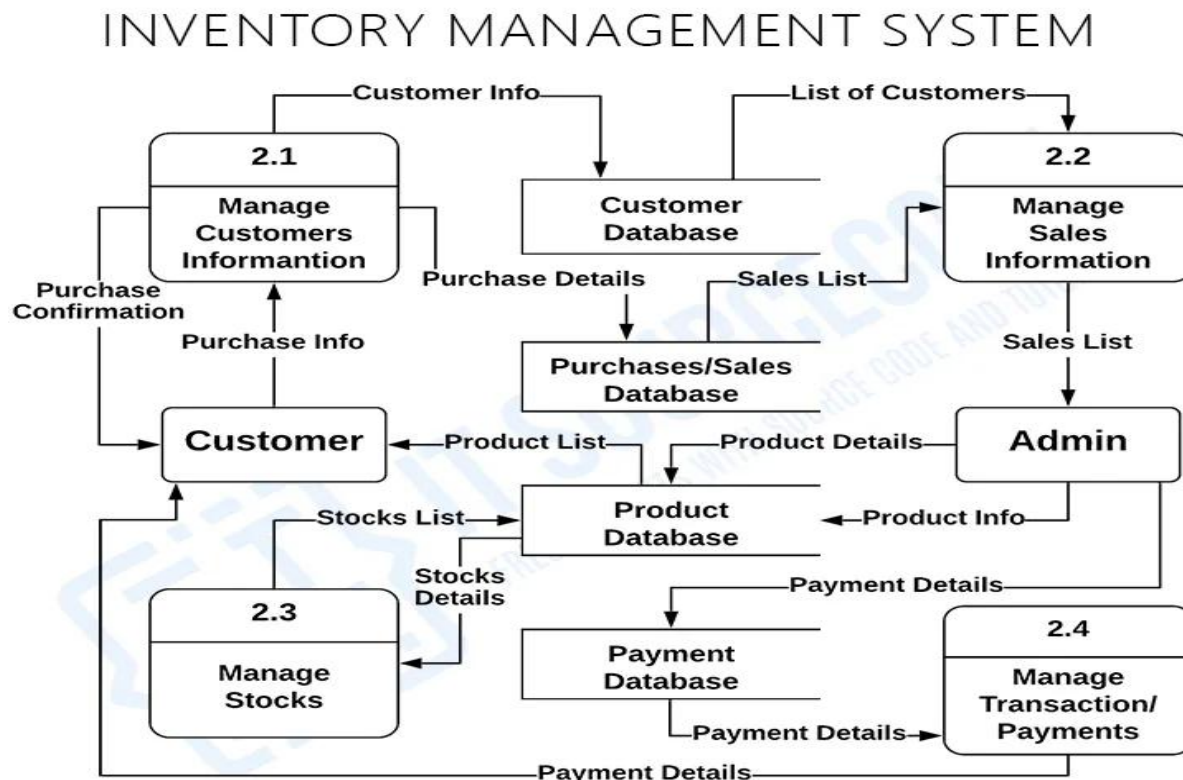 INVENTORY MANAGEMENT SYSTEM
Customer Info
List of Customers
2.1
Manage
Customers
Informantion
Customer
Database
2.2
Manage
Sales
Information
Purchase
Confirmation
Purchase Info
Purchase Details
Sales List
Sales List
Purchases/Sales
Database
Customer
Product List
Product Details
Admin
Stocks List
Product
Database
Product Info
Stocks
Details
2.3
Manage
Stocks
Payment Details
Payment
Database
2.4
Manage
Transaction/
Payments
Payment Details
Payment Details